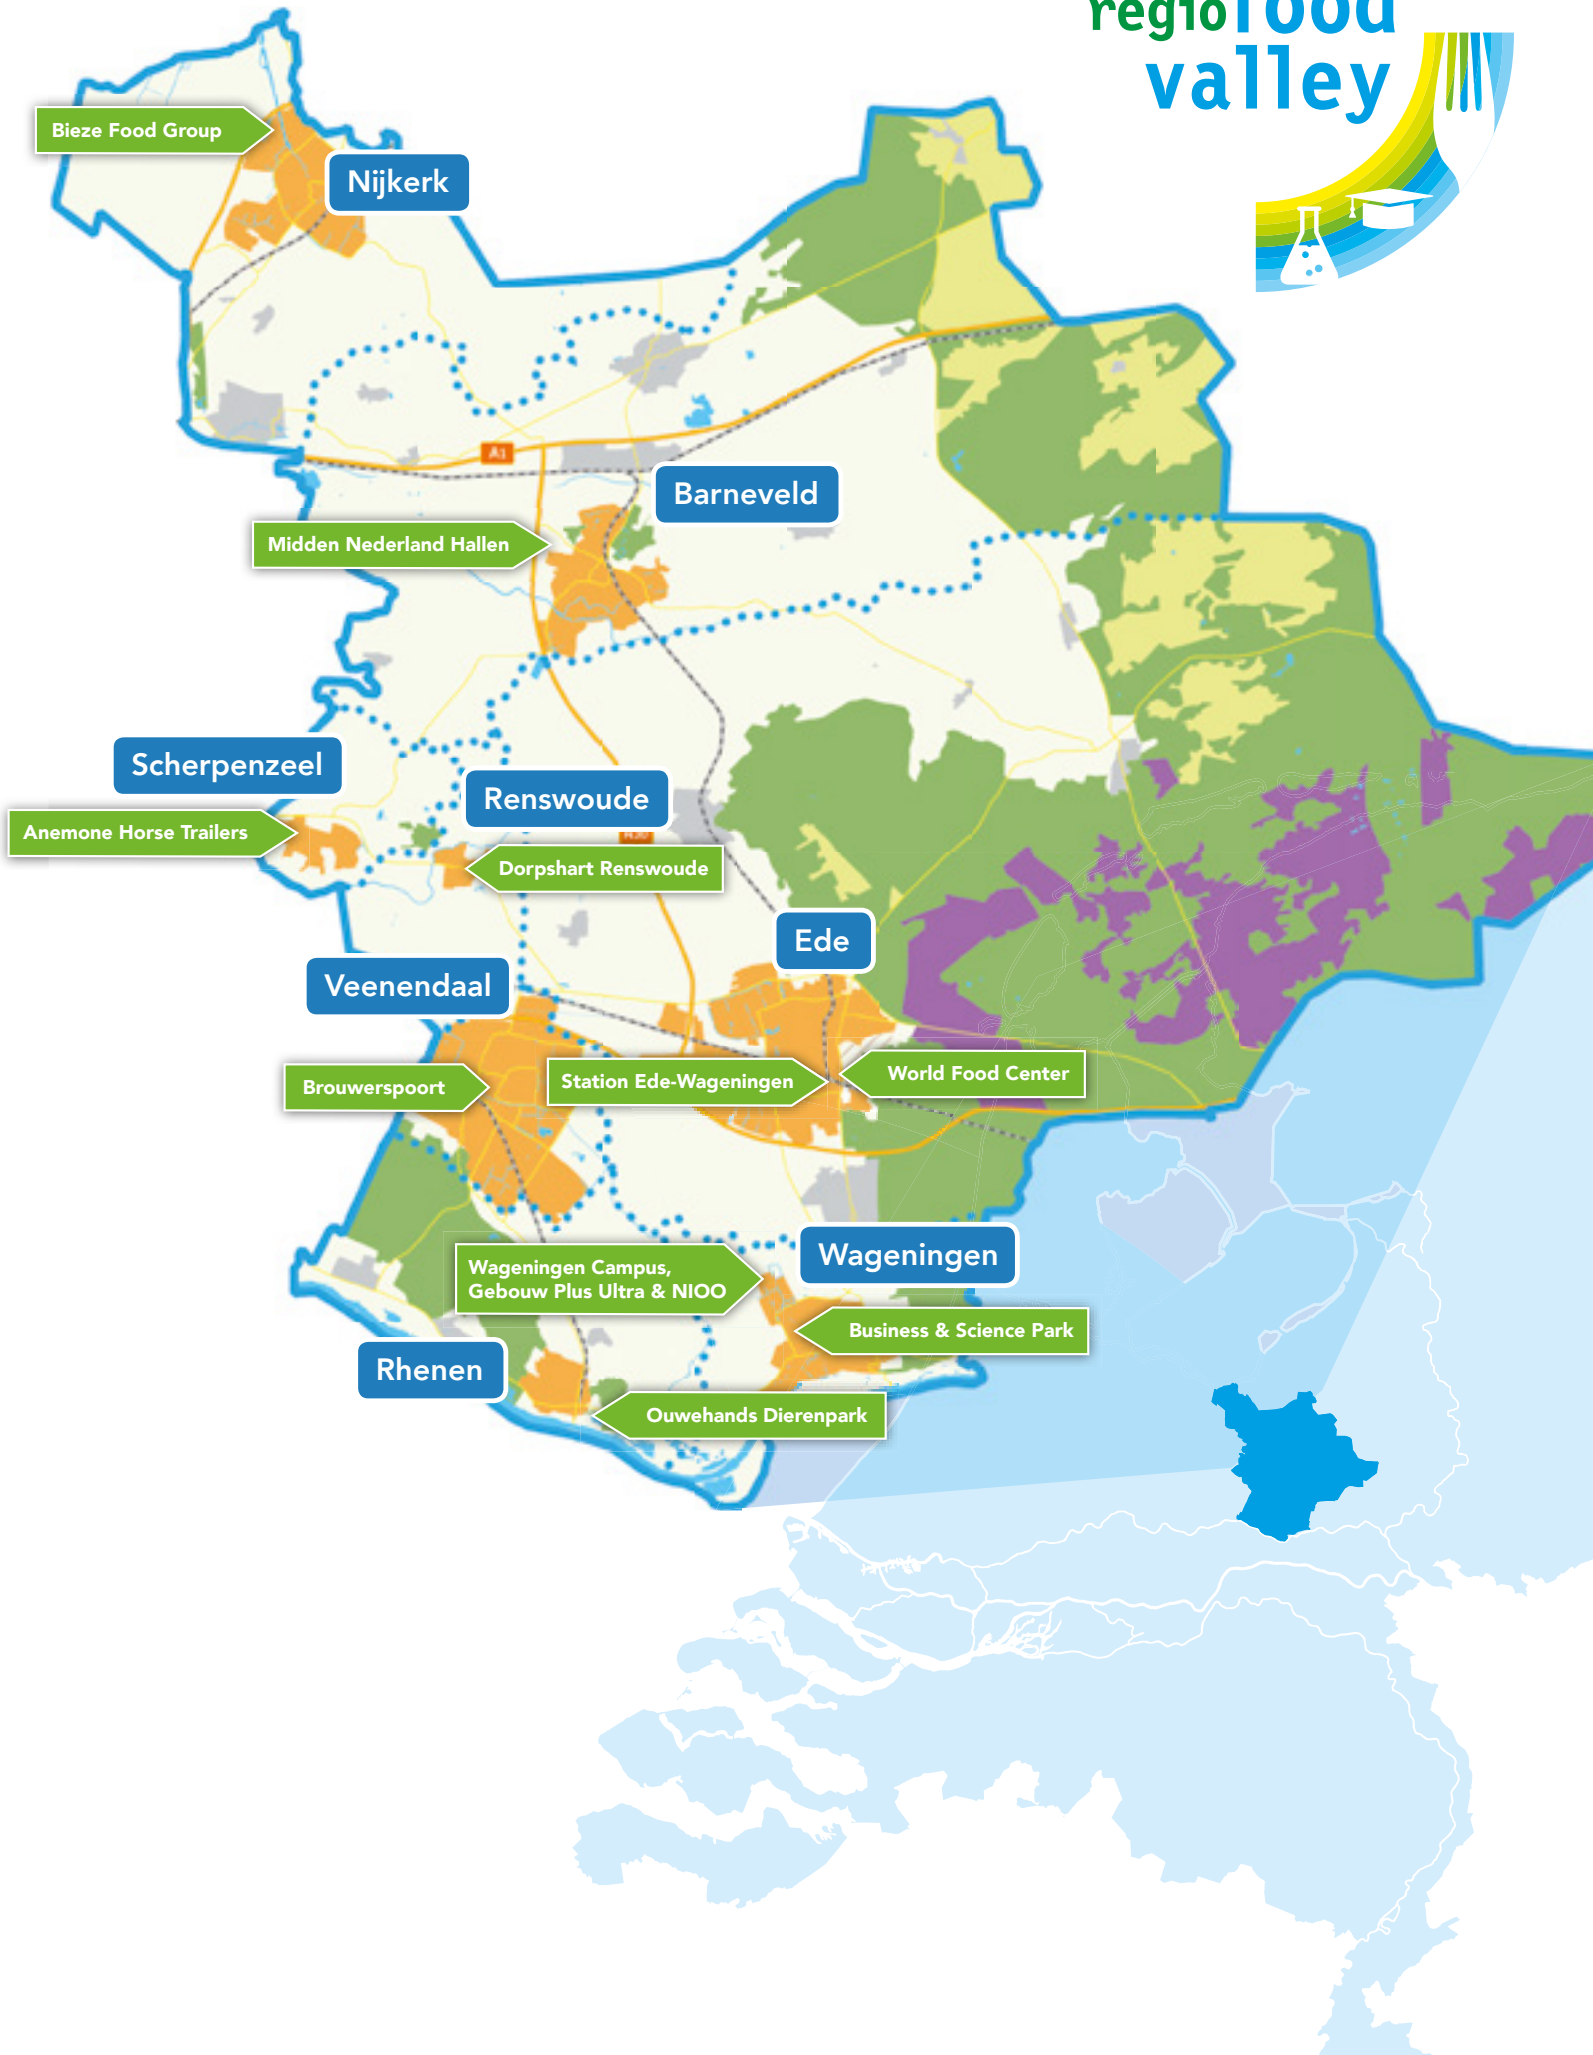 regio food
valley
Bieze Food Group
Nijkerk
A1
Barneveld
Midden Nederland Hallen
Scherpenzeel
Renswoude
Anemone Horse Trailers
Dorpshart Renswoude
Ede
Veenendaal
World Food Center
Station Ede-Wageningen
Brouwerspoort
Wageningen
Wageningen Campus,
Gebouw Plus Ultra & NIOO
Business & Science Park
Rhenen
Ouwehands Dierenpark